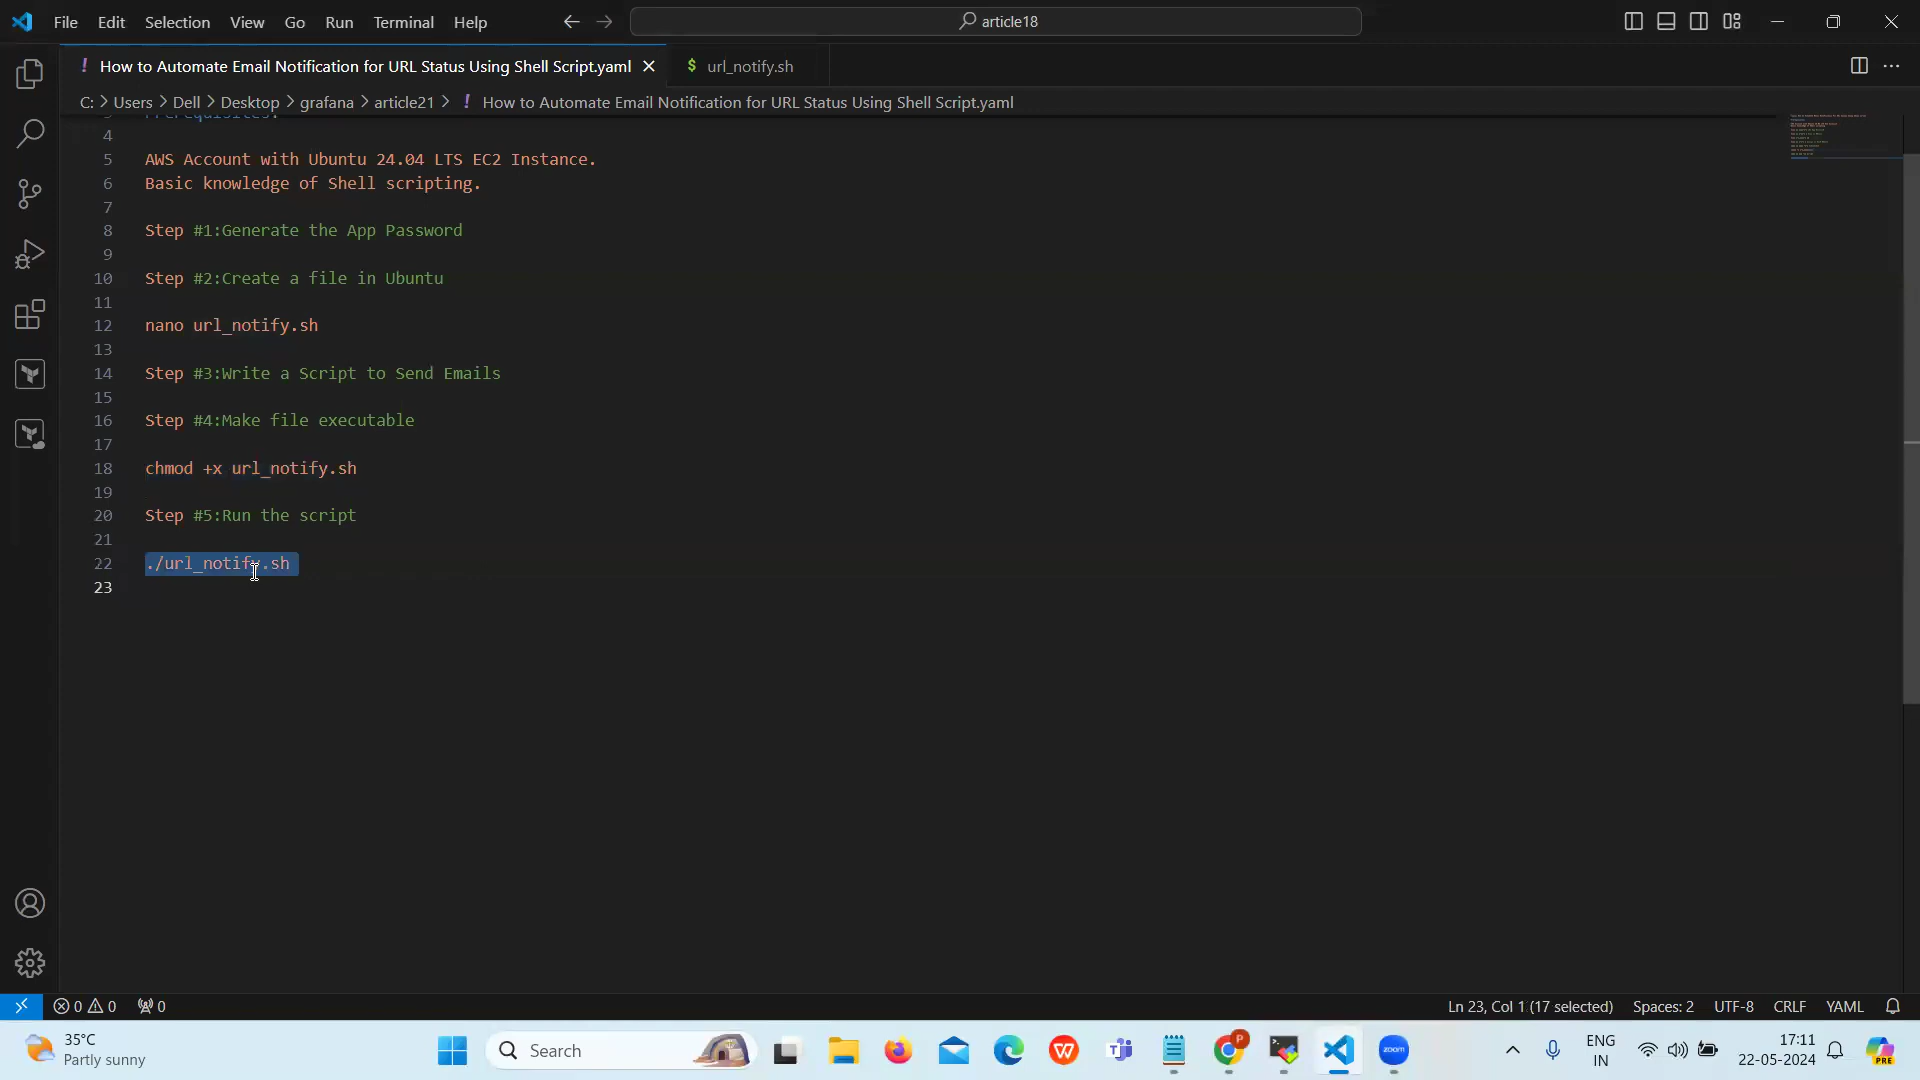 File Edit Selection View Go Run Terminal Help article18
! How to Automate Email Notification for URL Status Using Shell Script.yaml $ url_notify.sh
C: > Users > Dell > Desktop > grafana > article21 > ! How to Automate Email Notification for URL Status Using Shell Script.yaml
3 Prerequisites:
4
5 AWS Account with Ubuntu 24.04 LTS EC2 Instance.
6 Basic knowledge of Shell scripting.
7
8 Step #1:Generate the App Password
9
10 Step #2:Create a file in Ubuntu
11
12 nano url_notify.sh
13
14 Step #3:Write a Script to Send Emails
15
16 Step #4:Make file executable
17
18 chmod +x url_notify.sh
19
20 Step #5:Run the script
21
22 ./url_notify.sh
23
0 0 0 Ln 23, Col 1 (17 selected) Spaces: 2 UTF-8 CRLF YAML
35°C
Partly sunny
Search
P
W
zoom
ENG
IN
17:11
22-05-2024
PRE